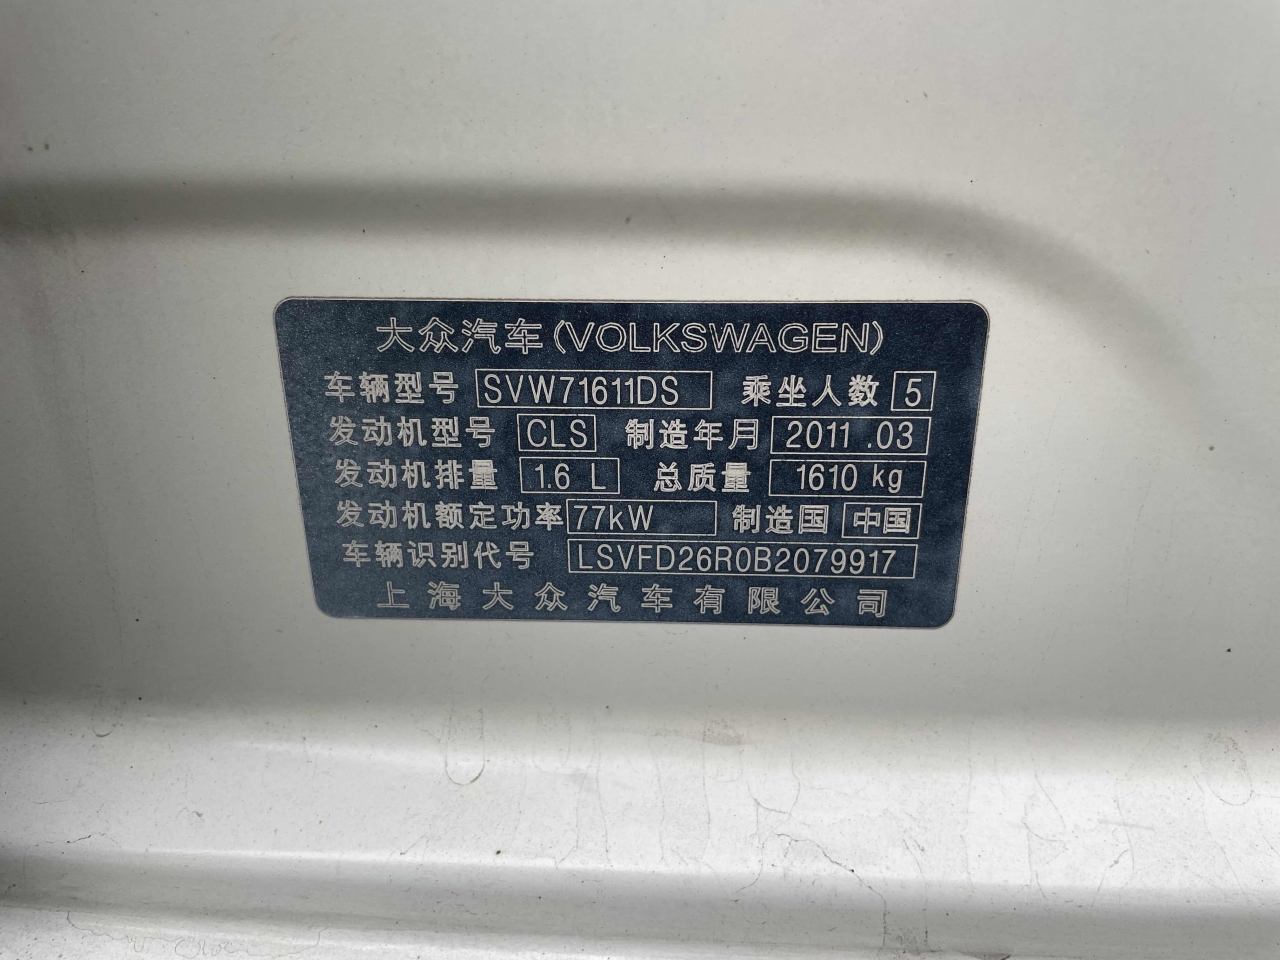 大众汽车(VOLKSWAGEN)
车辆型号 SVW71611DS 乘坐人数 5
发动机型号 CLS 制造年月 2011.03
发动机排量 1.6 L 总质量 1610 kg
发动机额定功率 77kW 制造国 中国
车辆识别代号 LSVFD26R0B2079917
上海大众汽车有限公司